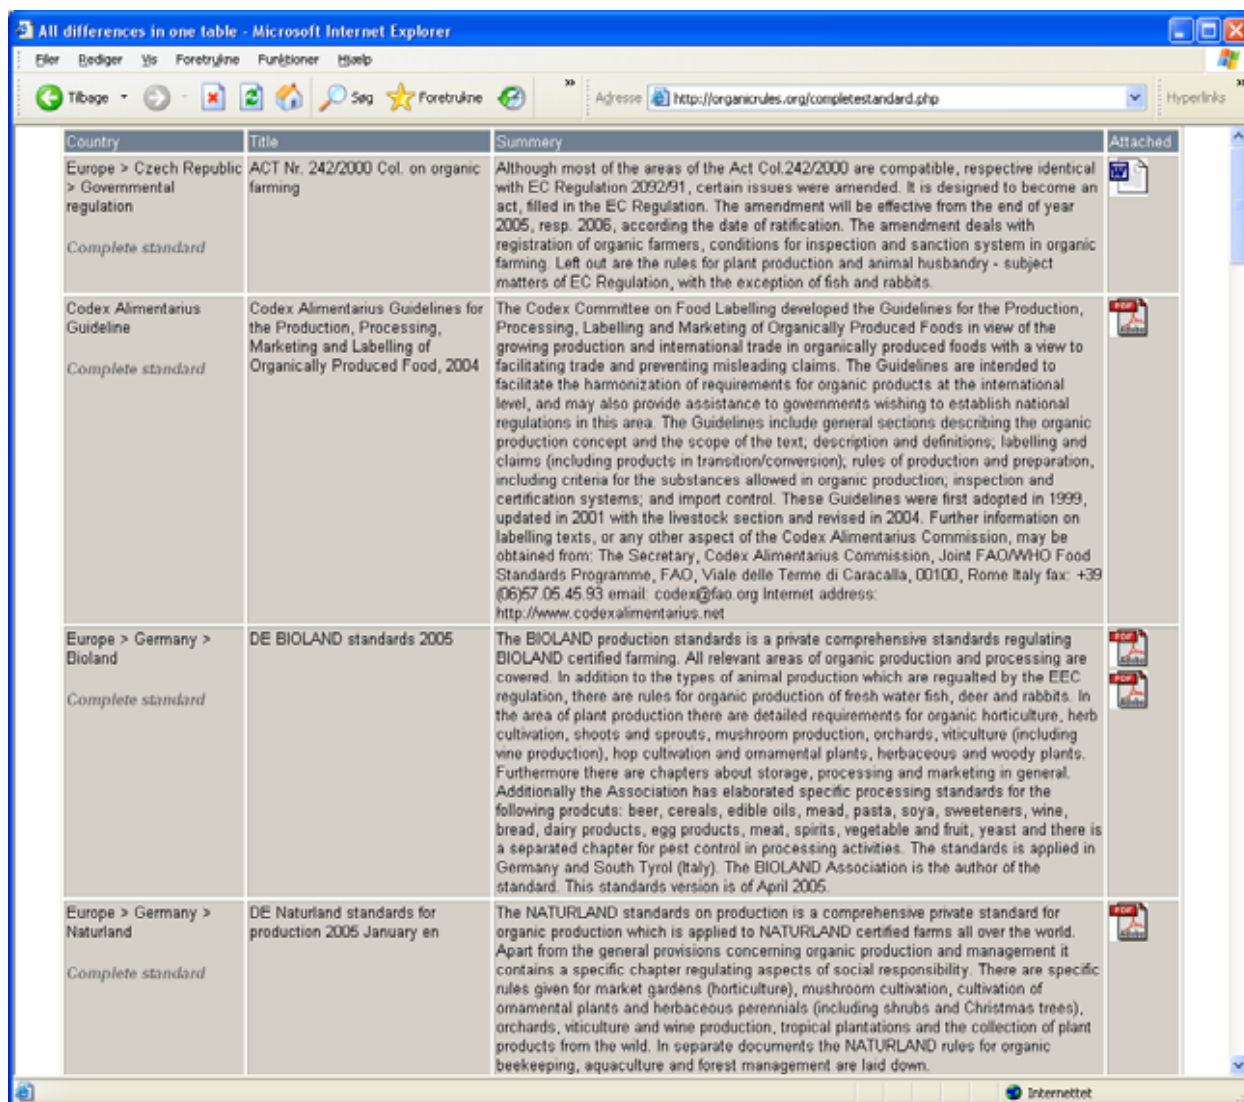 All differences in one table - Microsoft Internet Explorer
Filer Rediger Vis Foretrukne Funktioner Hjælp
Tilbage Søg Foretrukne » Adresse http://organicrules.org/completestandard.php Hyperlinks »
Country Title Summery Attached
Europe > Czech Republic
> Governmental
regulation
Complete standard
ACT Nr. 242/2000 Col. on organic
farming
Although most of the areas of the Act Col.242/2000 are compatible, respective identical
with EC Regulation 2092/91, certain issues were amended. It is designed to become an
act, filled in the EC Regulation. The amendment will be effective from the end of year
2005, resp. 2006, according the date of ratification. The amendment deals with
registration of organic farmers, conditions for inspection and sanction system in organic
farming. Left out are the rules for plant production and animal husbandry - subject
matters of EC Regulation, with the exception of fish and rabbits.
Codex Alimentarius
Guideline
Complete standard
Codex Alimentarius Guidelines for
the Production, Processing,
Marketing and Labelling of
Organically Produced Food, 2004
The Codex Committee on Food Labelling developed the Guidelines for the Production,
Processing, Labelling and Marketing of Organically Produced Foods in view of the
growing production and international trade in organically produced foods with a view to
facilitating trade and preventing misleading claims. The Guidelines are intended to
facilitate the harmonization of requirements for organic products at the international
level, and may also provide assistance to governments wishing to establish national
regulations in this area. The Guidelines include general sections describing the organic
production concept and the scope of the text; description and definitions; labelling and
claims (including products in transition/conversion); rules of production and preparation,
including criteria for the substances allowed in organic production; inspection and
certification systems; and import control. These Guidelines were first adopted in 1999,
updated in 2001 with the livestock section and revised in 2004. Further information on
labelling texts, or any other aspect of the Codex Alimentarius Commission, may be
obtained from: The Secretary, Codex Alimentarius Commission, Joint FAO/WHO Food
Standards Programme, FAO, Viale delle Terme di Caracalla, 00100, Rome Italy fax: +39
(06)57.05.45.93 email: codex@fao.org Internet address:
http://www.codexalimentarius.net
PDF
Adobe
Europe > Germany >
Bioland
Complete standard
DE BIOLAND standards 2005
The BIOLAND production standards is a private comprehensive standards regulating
BIOLAND certified farming. All relevant areas of organic production and processing are
covered. In addition to the types of animal production which are regualted by the EEC
regulation, there are rules for organic production of fresh water fish, deer and rabbits. In
the area of plant production there are detailed requirements for organic horticulture, herb
cultivation, shoots and sprouts, mushroom production, orchards, viticulture (including
vine production), hop cultivation and ornamental plants, herbaceous and woody plants.
Furthermore there are chapters about storage, processing and marketing in general.
Additionally the Association has elaborated specific processing standards for the
following prodcuts: beer, cereals, edible oils, mead, pasta, soya, sweeteners, wine,
bread, dairy products, egg products, meat, spirits, vegetable and fruit, yeast and there is
a separated chapter for pest control in processing activities. The standards is applied in
Germany and South Tyrol (Italy). The BIOLAND Association is the author of the
standard. This standards version is of April 2005.
PDF
Adobe
PDF
Adobe
Europe > Germany >
Naturland
Complete standard
DE Naturland standards for
production 2005 January en
The NATURLAND standards on production is a comprehensive private standard for
organic production which is applied to NATURLAND certified farms all over the world.
Apart from the general provisions concerning organic production and management it
contains a specific chapter regulating aspects of social responsibility. There are specific
rules given for market gardens (horticulture), mushroom cultivation, cultivation of
ornamental plants and herbaceous perennials (including shrubs and Christmas trees),
orchards, viticulture and wine production, tropical plantations and the collection of plant
products from the wild. In separate documents the NATURLAND rules for organic
beekeeping, aquaculture and forest management are laid down.
PDF
Adobe
Internettet